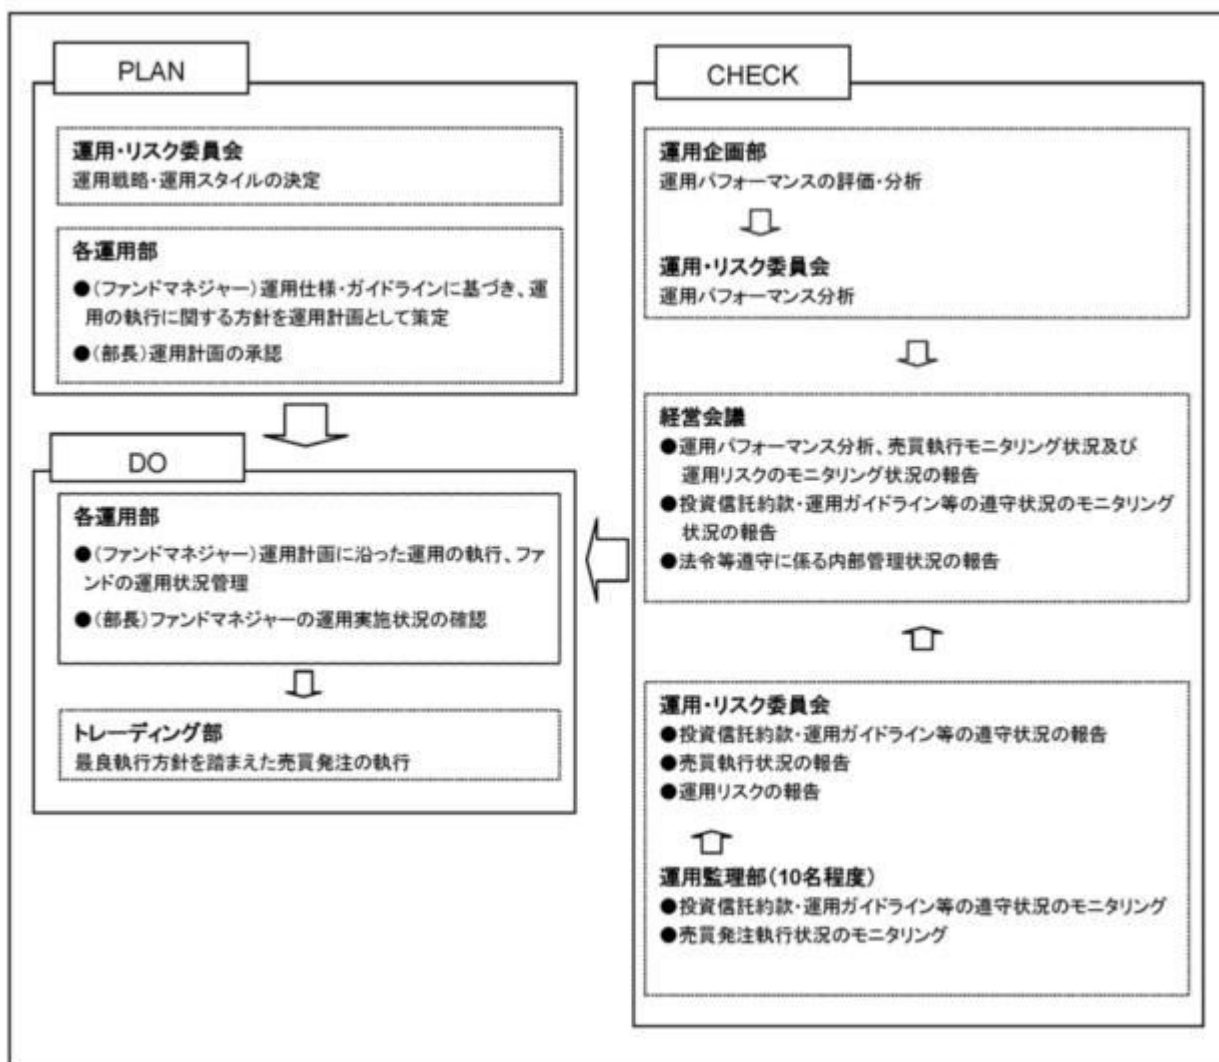 PLAN
運用・リスク委員会
運用戦略・運用スタイルの決定
各運用部
●(ファンドマネジャー)運用仕様・ガイドラインに基づき、運
用の執行に関する方針を運用計画として策定
●(部長)運用計画の承認
DO
各運用部
●(ファンドマネジャー)運用計画に沿った運用の執行、ファ
ンドの運用状況管理
●(部長)ファンドマネジャーの運用実施状況の確認
トレーディング部
最良執行方針を踏まえた売買発注の執行
CHECK
運用企画部
運用パフォーマンスの評価・分析
運用・リスク委員会
運用パフォーマンス分析
経営会議
●運用パフォーマンス分析、売買執行モニタリング状況及び
運用リスクのモニタリング状況の報告
●投資信託約款・運用ガイドライン等の遵守状況のモニタリング
状況の報告
●法令等遵守に係る内部管理状況の報告
運用・リスク委員会
●投資信託約款・運用ガイドライン等の遵守状況の報告
●売買執行状況の報告
●運用リスクの報告
運用監理部(10名程度)
●投資信託約款・運用ガイドライン等の遵守状況のモニタリング
●売買発注執行状況のモニタリング